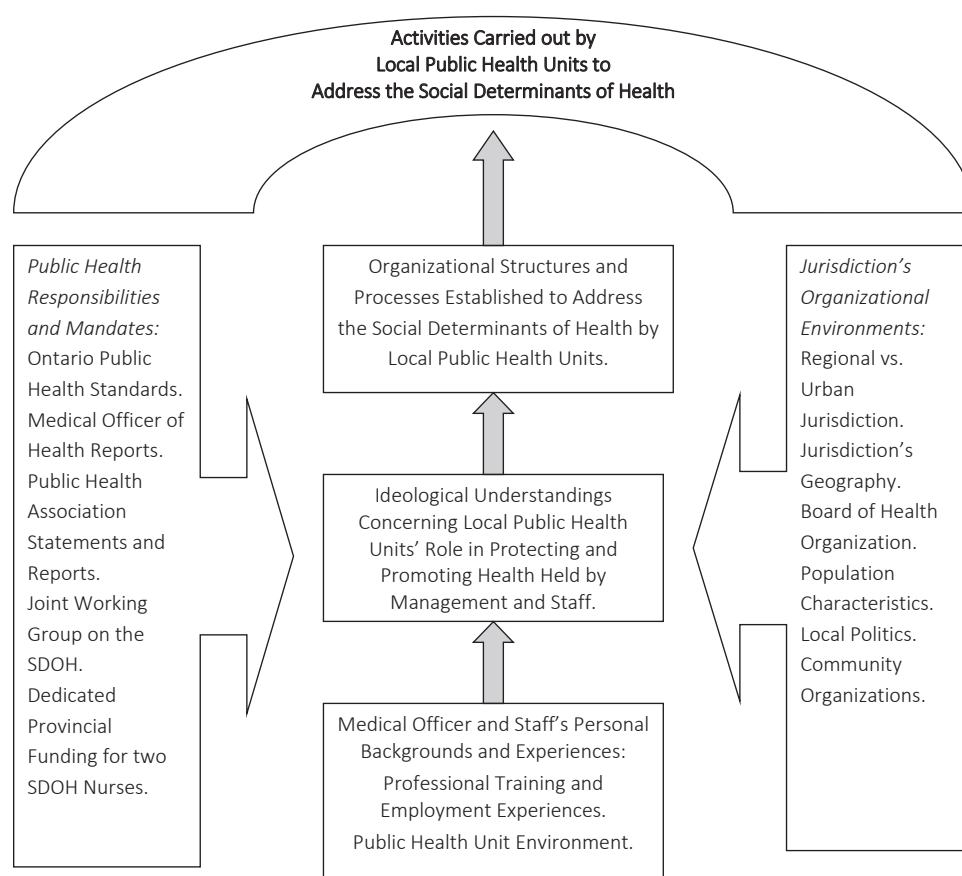 Activities Carried out by
Local Public Health Units to
Address the Social Determinants of Health
Public Health
Responsibilities
and Mandates:
Ontario Public
Health Standards.
Medical Officer of
Health Reports.
Public Health
Association
Statements and
Reports.
Joint Working
Group on the
SDOH.
Dedicated
Provincial
Funding for two
SDOH Nurses.
Organizational Structures and
Processes Established to Address
the Social Determinants of Health by
Local Public Health Units.
Ideological Understandings
Concerning Local Public Health
Units’ Role in Protecting and
Promoting Health Held by
Management and Staff.
Medical Officer and Staff’s Personal
Backgrounds and Experiences:
Professional Training and
Employment Experiences.
Public Health Unit Environment.
Jurisdiction’s
Organizational
Environments:
Regional vs.
Urban
Jurisdiction.
Jurisdiction’s
Geography.
Board of Health
Organization.
Population
Characteristics.
Local Politics.
Community
Organizations.